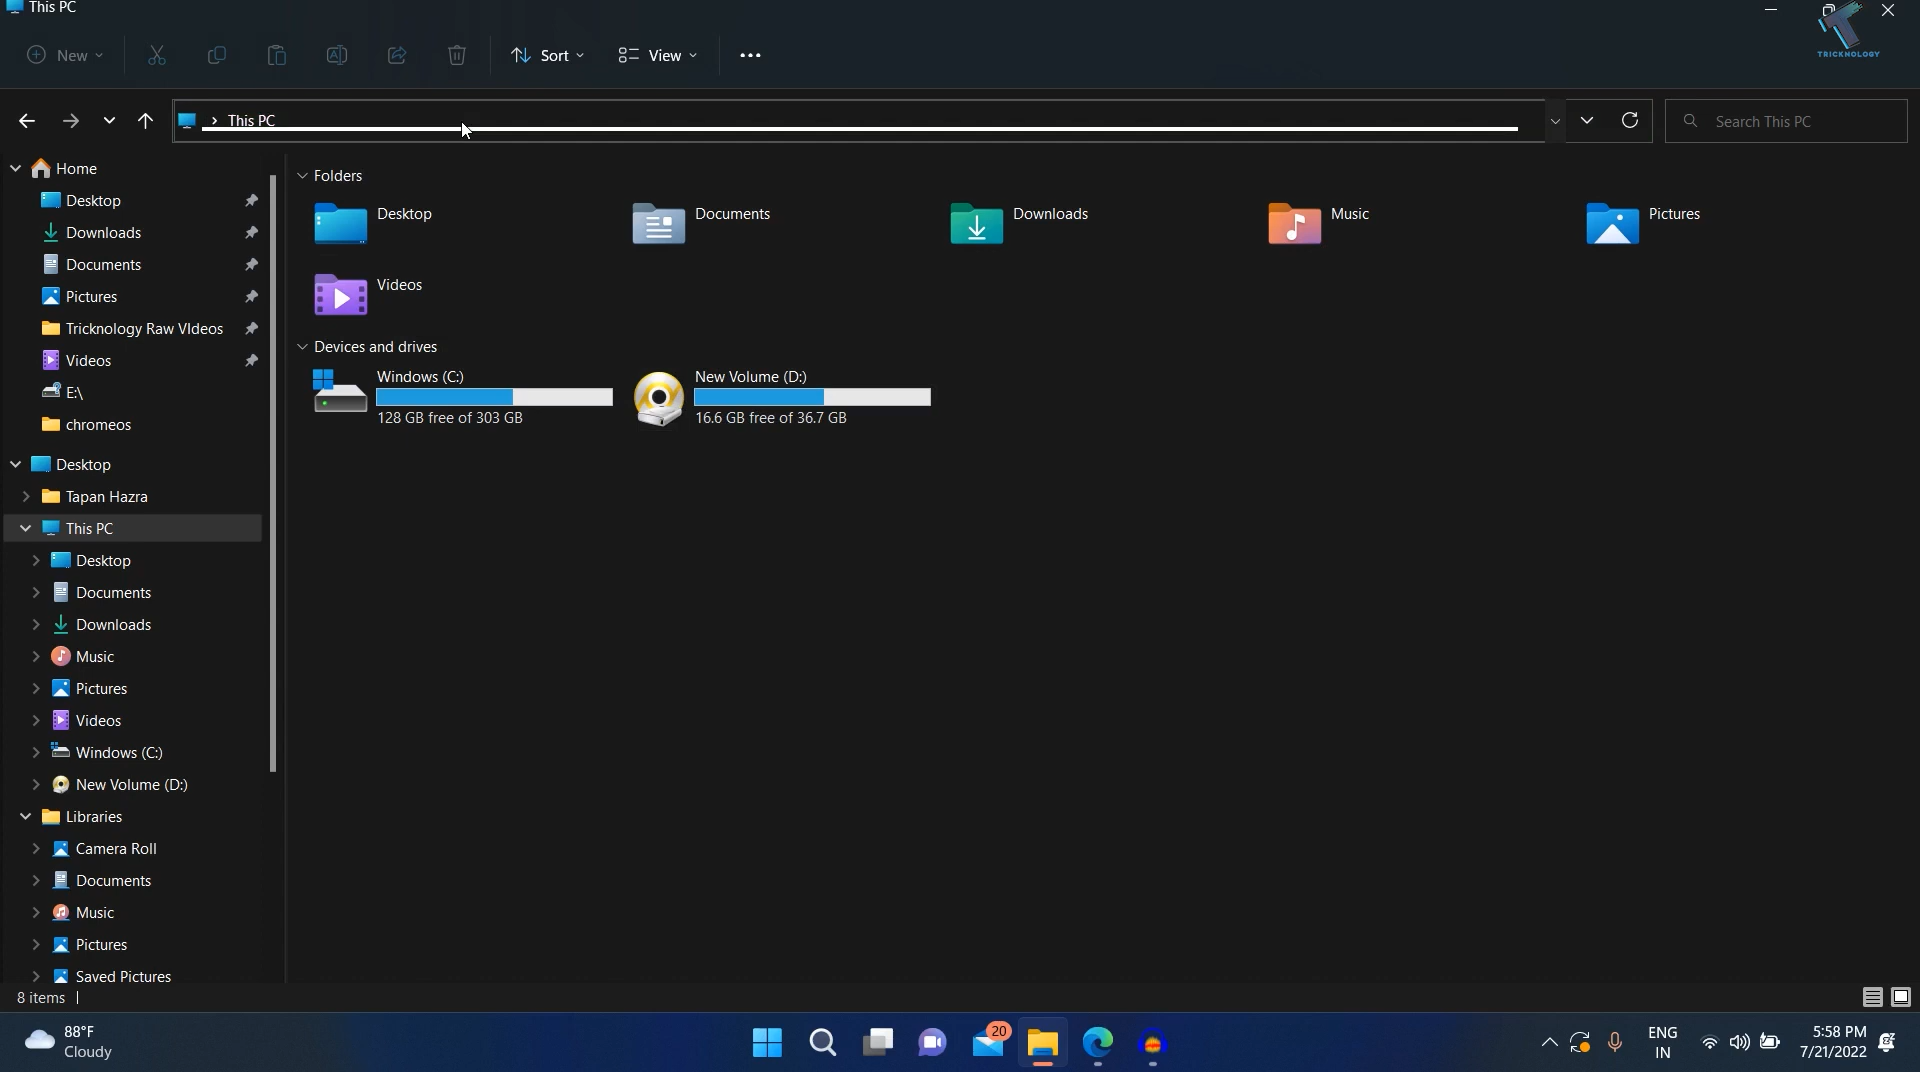 This PC
New
Sort
View
TRICKNOLOGY
This PC
Search This PC
Home
Desktop
Downloads
Documents
Pictures
Tricknology Raw VIdeos
Videos
E:\
chromeos
Desktop
Tapan Hazra
This PC
Desktop
Documents
Downloads
Music
Pictures
Videos
Windows (C:)
New Volume (D:)
Libraries
Camera Roll
Documents
Music
Pictures
Saved Pictures
Folders
Desktop
Documents
Downloads
Music
Pictures
Videos
Devices and drives
Windows (C:)
128 GB free of 303 GB
New Volume (D:)
16.6 GB free of 36.7 GB
8 items
88°F
Cloudy
20
ENG
IN
5:58 PM
7/21/2022